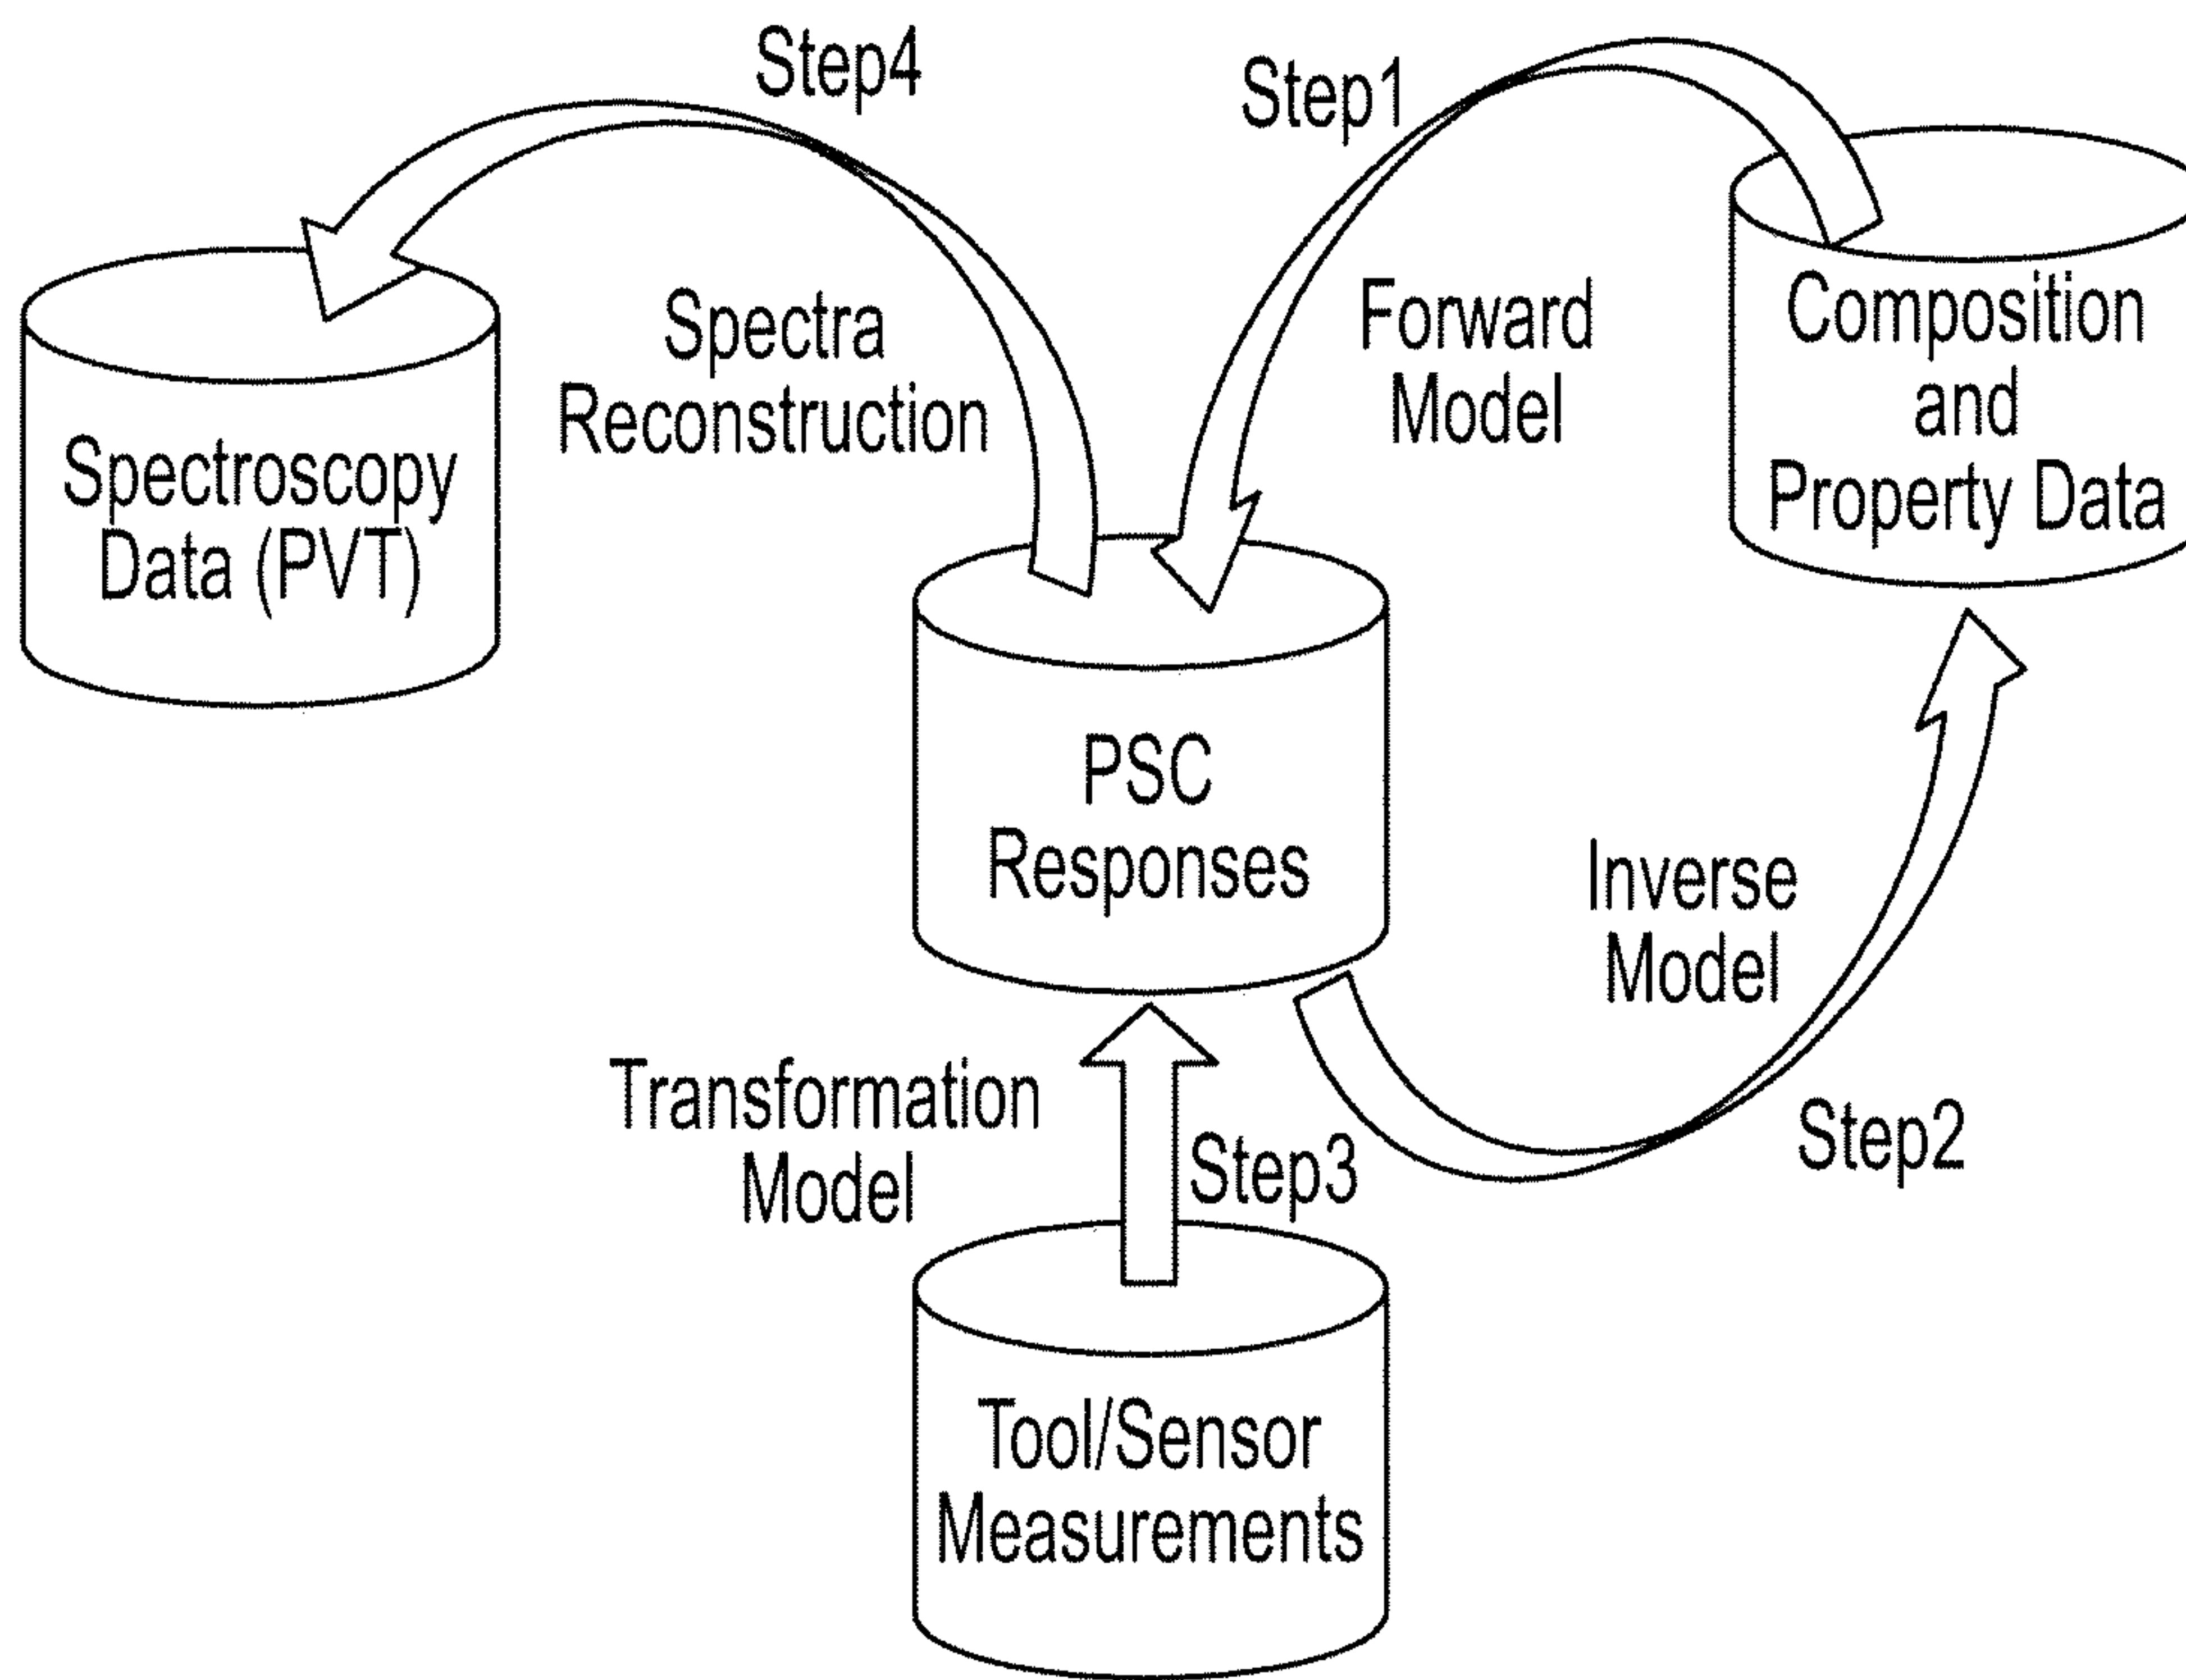 Step4
Step1
Spectra
Reconstruction
Forward
Model
Composition
and
Property Data
Spectroscopy
Data (PVT)
PSC
Responses
Inverse
Model
Transformation
Model
Step3
Step2
Tool/Sensor
Measurements